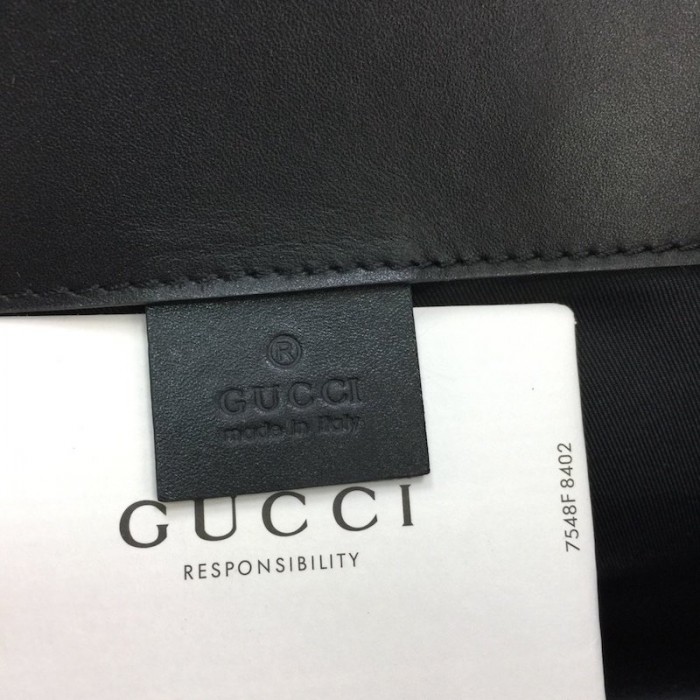 ®
GUCCI
made in Italy
GUCCI
RESPONSIBILITY
7548F 8402